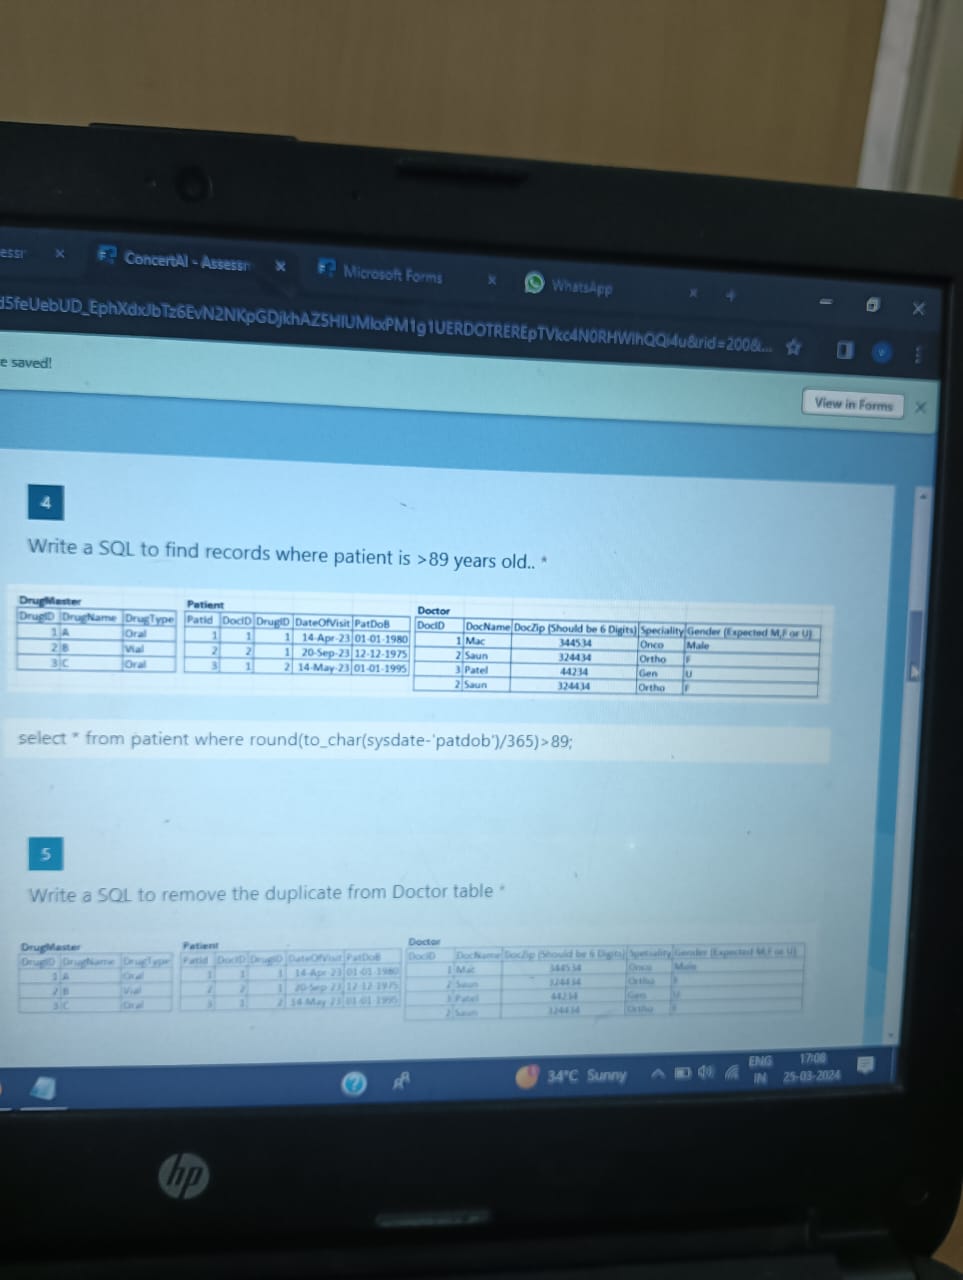 ConcertAI - Assessm
Microsoft Forms
WhatsApp
e saved!
View in Forms
4
Write a SQL to find records where patient is >89 years old.. *
DrugMaster
DrugID DrugName DrugType
1 A Oral
2 B Vial
3 C Oral
Patient
PatId DocID DrugID DateOfVisit PatDoB
1 1 1 14-Apr-23 01-01-1980
2 2 1 20-Sep-23 12-12-1975
3 1 2 14-May-23 01-01-1995
Doctor
DocID DocName DocZip (Should be 6 Digits) Speciality Gender (Expected M,F or U)
1 Mac 344534 Onco Male
2 Saun 324434 Ortho F
3 Patel 44234 Gen U
2 Saun 324434 Ortho F
select * from patient where round(to_char(sysdate-'patdob')/365)>89;
5
Write a SQL to remove the duplicate from Doctor table *
DrugMaster
DrugID DrugName DrugType
1 A Oral
2 B Vial
3 C Oral
Patient
PatId DocID DrugID DateOfVisit PatDoB
1 1 1 14-Apr-23 01-01-1980
2 2 1 20-Sep-23 12-12-1975
3 1 2 14-May-23 01-01-1995
Doctor
DocID DocName DocZip (Should be 6 Digits) Speciality Gender (Expected M,F or U)
1 Mac 344534 Onco Male
2 Saun 324434 Ortho F
3 Patel 44234 Gen U
2 Saun 324434 Ortho F
34°C Sunny
ENG
IN
17:08
25-03-2024
hp